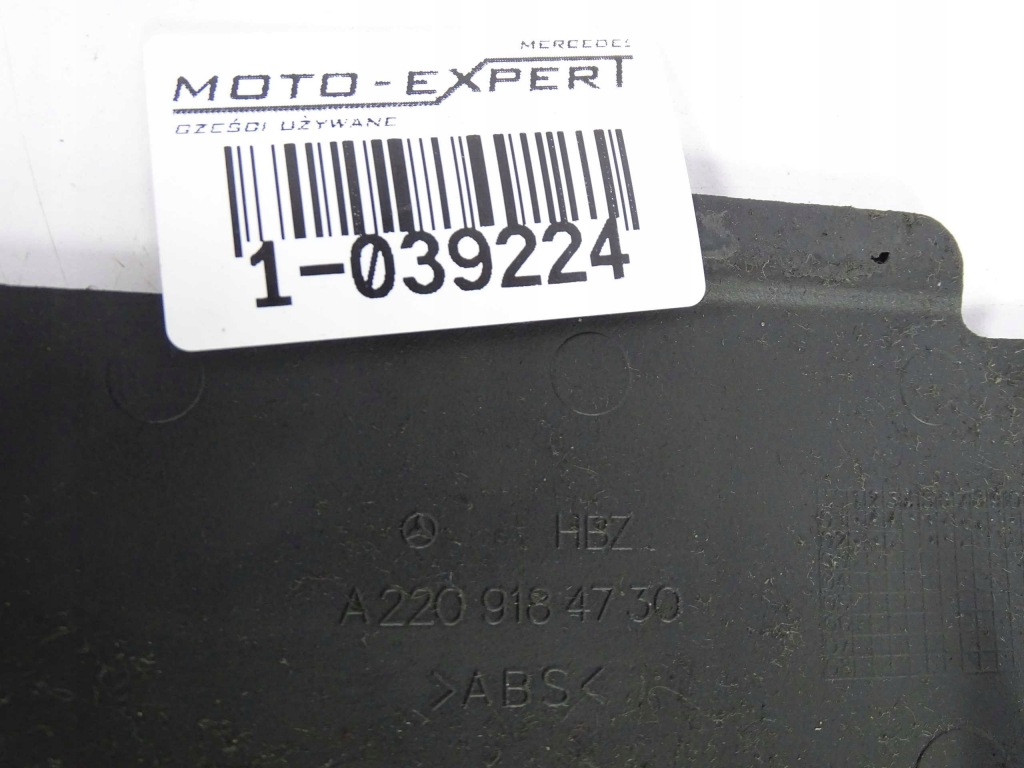 MERCEDES
MOTO-EXPERT
CZĘŚCI UŻYWANE
1-039224
HBZ
A 220 918 47 30
>ABS<